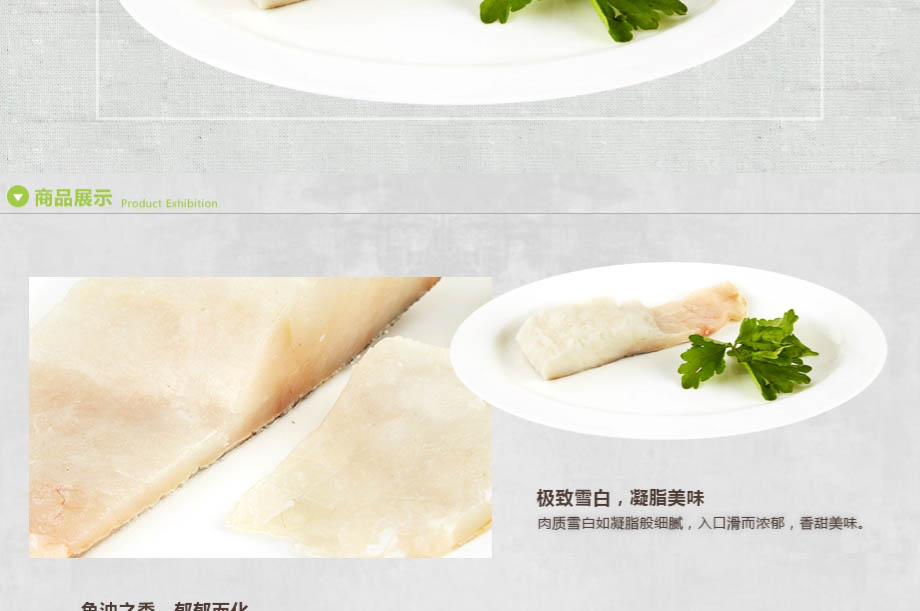 商品展示 Product Exhibition
极致雪白，凝脂美味
肉质雪白如凝脂般细腻，入口滑而浓郁，香甜美味。